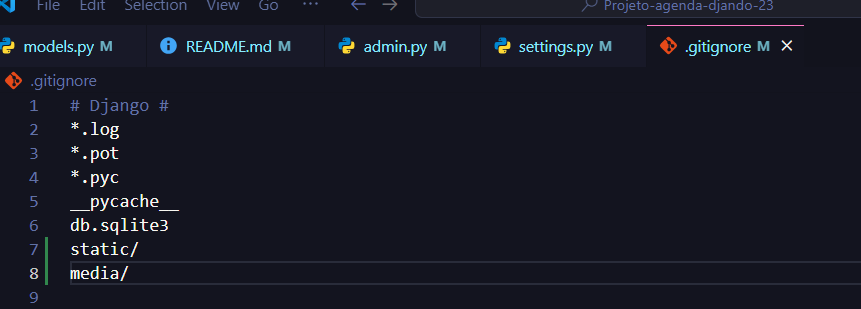 File Edit Selection View Go ··· ← → Projeto-agenda-djando-23
models.py M README.md M admin.py M settings.py M .gitignore M ×
.gitignore
1 # Django #
2 *.log
3 *.pot
4 *.pyc
5 __pycache__
6 db.sqlite3
7 static/
8 media/
9